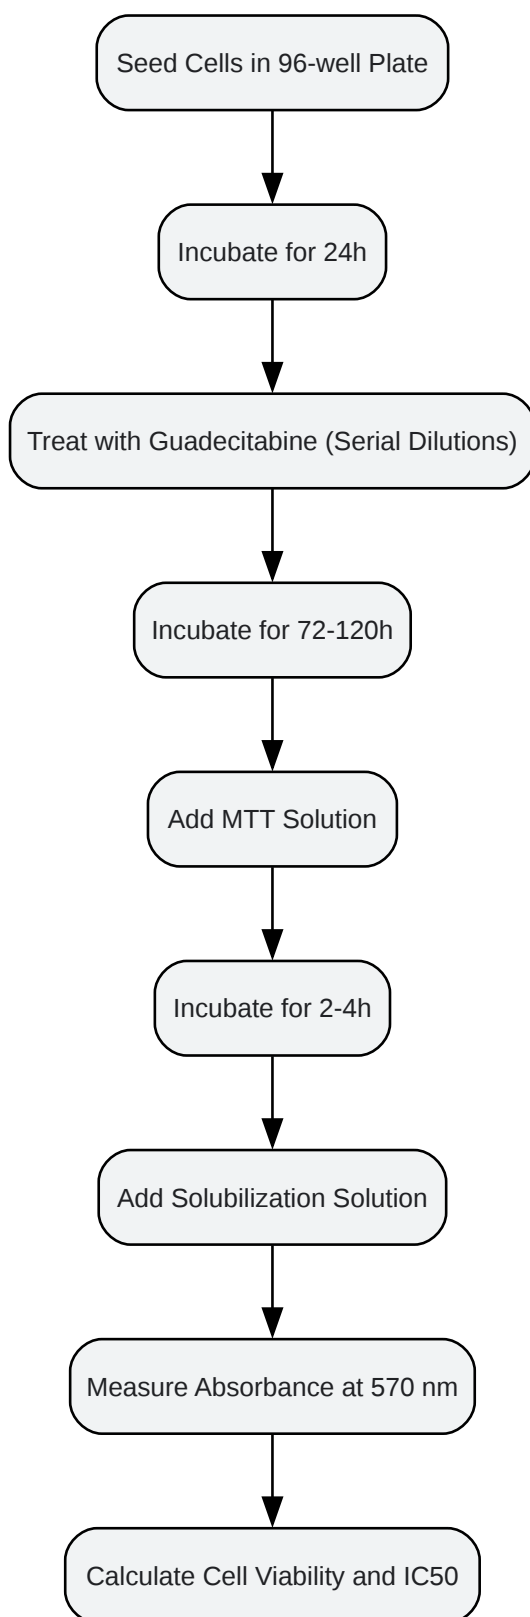 Seed Cells in 96-well Plate
Incubate for 24h
Treat with Guadecitabine (Serial Dilutions)
Incubate for 72-120h
Add MTT Solution
Incubate for 2-4h
Add Solubilization Solution
Measure Absorbance at 570 nm
Calculate Cell Viability and IC50